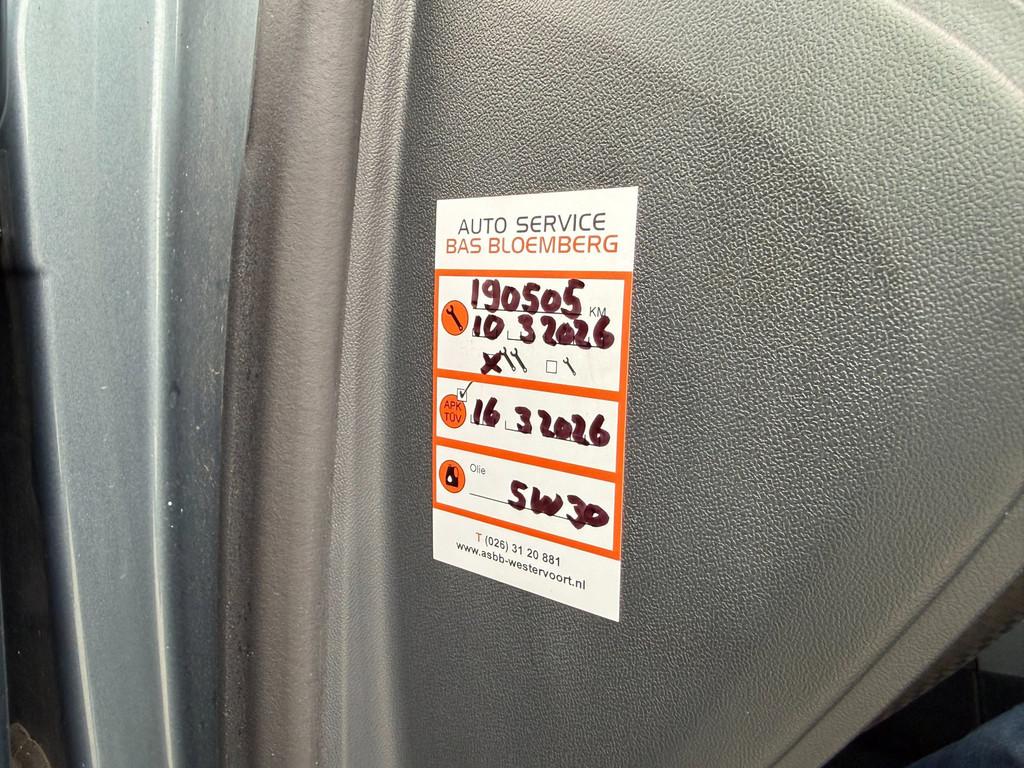 AUTO SERVICE
BAS BLOEMBERG
190505 KM
10 3 2026
APK
TÜV
16 3 2026
Olie
5W30
T (026) 31 20 881
www.asbb-westervoort.nl